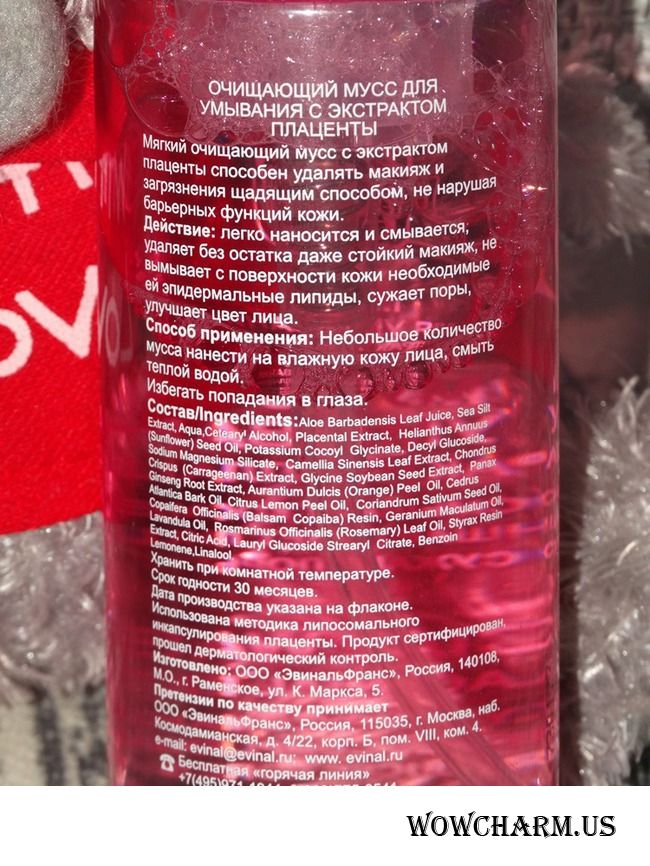 ОЧИЩАЮЩИЙ МУСС ДЛЯ
УМЫВАНИЯ С ЭКСТРАКТОМ
ПЛАЦЕНТЫ
Мягкий очищающий мусс с экстрактом
плаценты способен удалять макияж и
загрязнения щадящим способом, не нарушая
барьерных функций кожи.
Действие: легко наносится и смывается,
удаляет без остатка даже стойкий макияж, не
вымывает с поверхности кожи необходимые
ей эпидермальные липиды, сужает поры,
улучшает цвет лица.
Способ применения: Небольшое количество
мусса нанести на влажную кожу лица, смыть
теплой водой.
Избегать попадания в глаза.
Состав/Ingredients:Aloe Barbadensis Leaf Juice, Sea Silt
Extract, Aqua,Cetearyl Alcohol, Placental Extract, Helianthus Annuus
(Sunflower) Seed Oil, Potassium Cocoyl Glycinate, Decyl Glucoside,
Sodium Magnesium Silicate, Camellia Sinensis Leaf Extract, Chondrus
Crispus (Carrageenan) Extract, Glycine Soybean Seed Extract, Panax
Ginseng Root Extract, Aurantium Dulcis (Orange) Peel Oil, Cedrus
Atlantica Bark Oil, Citrus Lemon Peel Oil, Coriandrum Sativum Seed Oil,
Copaifera Officinalis (Balsam Copaiba) Resin, Geranium Maculatum Oil,
Lavandula Oil, Rosmarinus Officinalis (Rosemary) Leaf Oil, Styrax Resin
Extract, Citric Acid, Lauryl Glucoside Strearyl Citrate, Benzoin
Lemonene,Linalool
Хранить при комнатной температуре.
Срок годности 30 месяцев.
Дата производства указана на флаконе.
Использована методика липосомального
инкапсулирования плаценты. Продукт сертифицирован,
прошел дерматологический контроль.
Изготовлено: ООО «ЭвинальФранс», Россия, 140108,
М.О., г. Раменское, ул. К. Маркса, 5.
Претензии по качеству принимает
ООО «ЭвинальФранс», Россия, 115035, г. Москва, наб.
Космодамианская, д. 4/22, корп. Б, пом. VIII, ком. 4.
e-mail: evinal@evinal.ru; www. evinal.ru
Бесплатная «горячая линия»
WOWCHARM.US